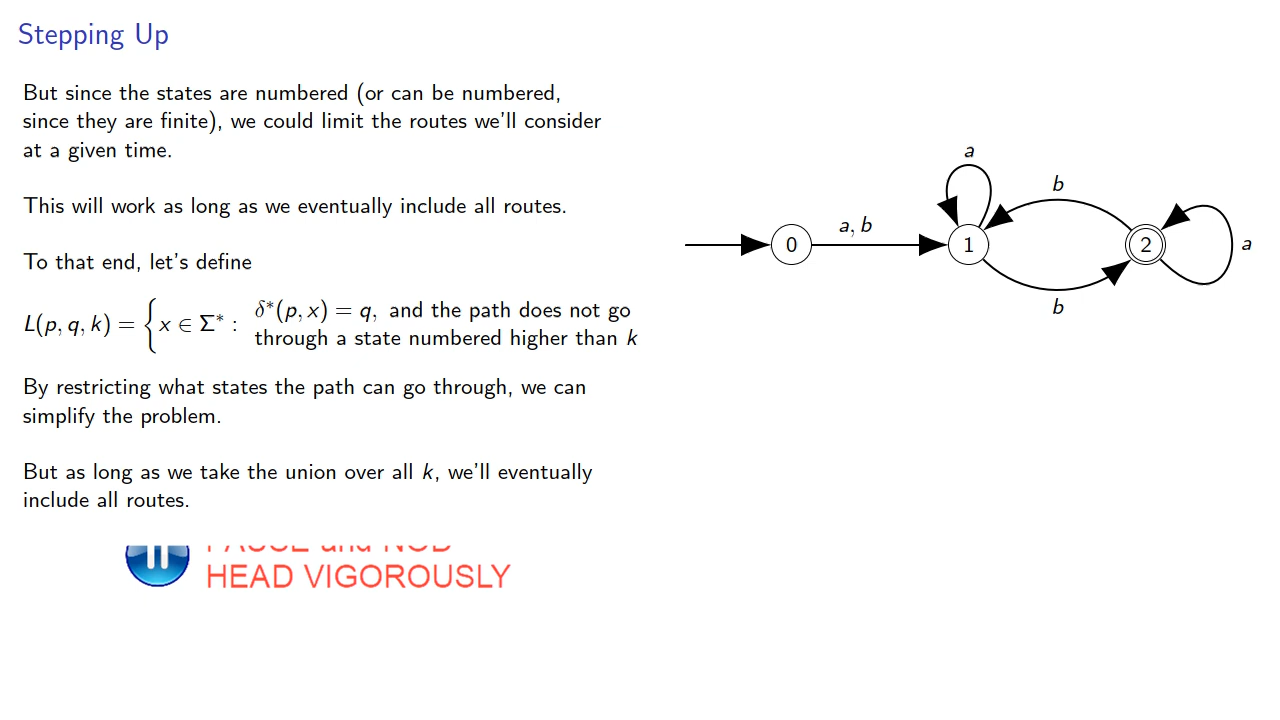 Stepping Up
But since the states are numbered (or can be numbered,
since they are finite), we could limit the routes we'll consider
at a given time.
This will work as long as we eventually include all routes.
To that end, let's define
L(p, q, k) = { x ∈ Σ* : δ*(p, x) = q, and the path does not go
through a state numbered higher than k
By restricting what states the path can go through, we can
simplify the problem.
But as long as we take the union over all k, we'll eventually
include all routes.
PAUSE and NOD
HEAD VIGOROUSLY
a
b
a, b
0
1
2
a
b